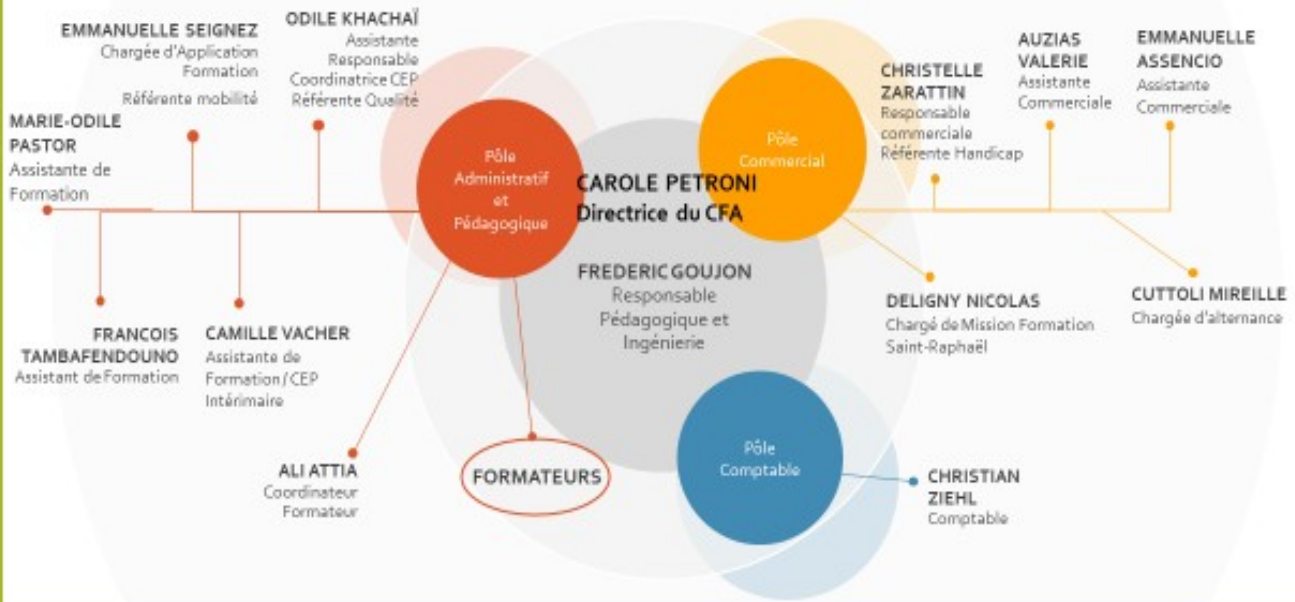 EMMANUELLE SEIGNEZ
Chargée d'Application
Formation
Référente mobilité
ODILE KHACHAÏ
Assistante
Responsable
Coordinatrice CEP
Référente Qualité
MARIE-ODILE
PASTOR
Assistante de
Formation
FRANCOIS
TAMBAFENDOUNO
Assistant de Formation
CAMILLE VACHER
Assistante de
Formation/CEP
Intérimaire
ALI ATTIA
Coordinateur
Formateur
FORMATEURS
Pôle
Administratif
et
Pédagogique
CAROLE PETRONI
Directrice du CFA
FREDERIC GOUJON
Responsable
Pédagogique et
Ingénierie
Pôle
Commercial
CHRISTELLE
ZARATTIN
Responsable
commerciale
Référente Handicap
AUZIAS
VALERIE
Assistante
Commerciale
EMMANUELLE
ASSENCIO
Assistante
Commerciale
DELIGNY NICOLAS
Chargé de Mission Formation
Saint-Raphaël
CUTTOLI MIREILLE
Chargée d'alternance
Pôle
Comptable
CHRISTIAN
ZIEHL
Comptable